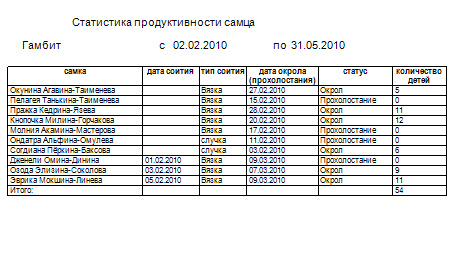 Статистика продуктивности самца
Гамбит с 02.02.2010 по 31.05.2010
самка дата соития тип соития дата окрола (прохолостания) статус количество детей
Окунина Агавина-Таименева Вязка 27.02.2010 Окрол 5
Пелагея Танькина-Таименева Вязка 15.02.2010 Прохолостание 0
Пряжка Кедрина-Язева Вязка 28.02.2010 Окрол 11
Кнопочка Милина-Горчакова Вязка 20.02.2010 Окрол 12
Молния Акамина-Мастерова Вязка 17.02.2010 Прохолостание 0
Ондатра Альфина-Омулева случка 11.02.2010 Прохолостание 0
Согдиана Пёркина-Баксова случка 03.02.2010 Окрол 6
Дженели Омина-Динина 01.02.2010 Вязка 09.03.2010 Прохолостание 0
Озода Элизина-Соколова 03.02.2010 Вязка 07.03.2010 Окрол 9
Эврика Мокшина-Линева 05.02.2010 Вязка 09.03.2010 Окрол 11
Итого: 54